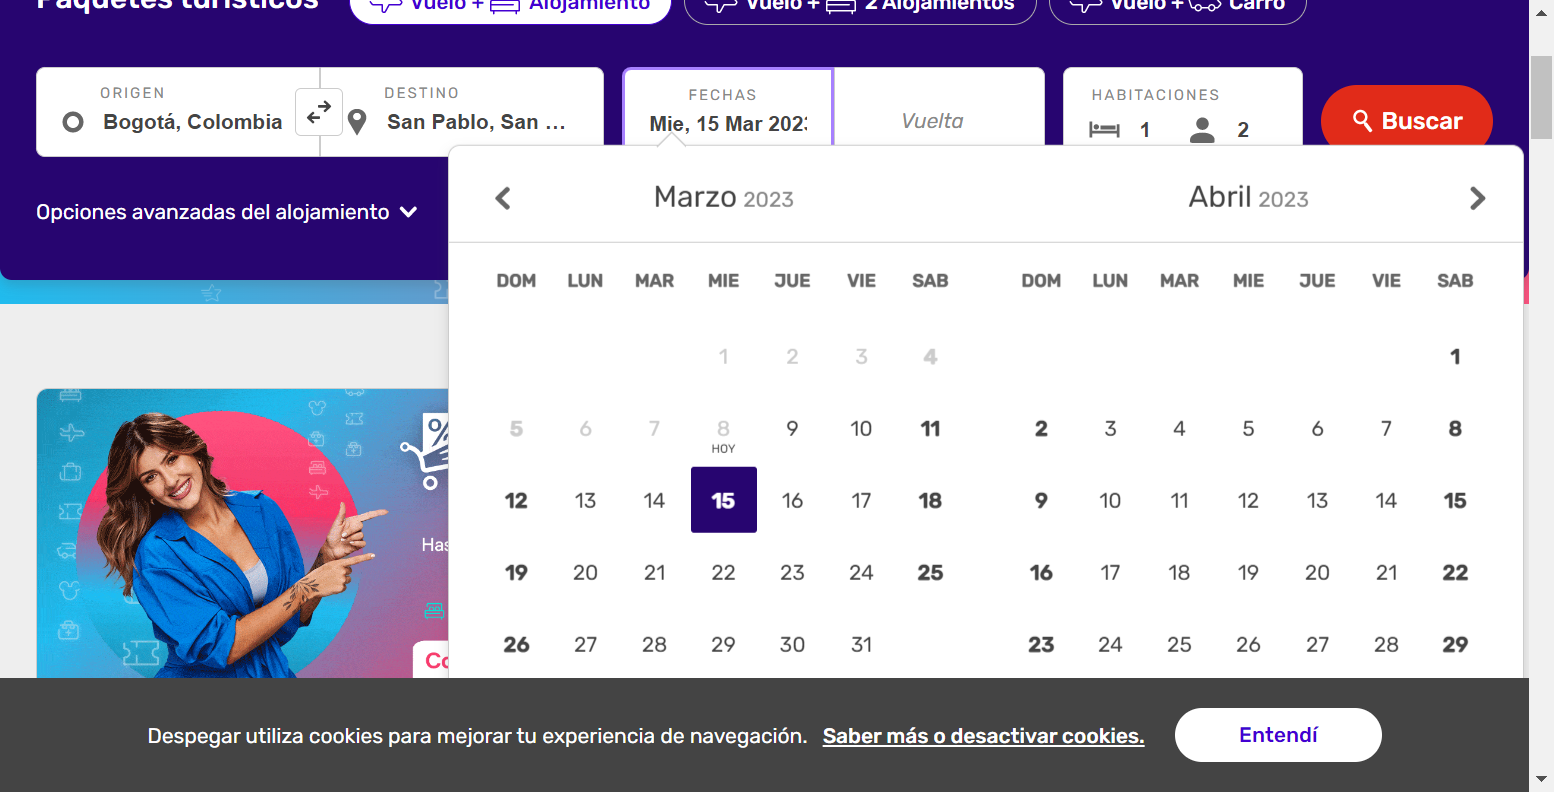 Paquetes turísticos
Vuelo + Alojamiento
Vuelo + 2 Alojamientos
Vuelo + Carro
ORIGEN
Bogotá, Colombia
DESTINO
San Pablo, San ...
FECHAS
Mie, 15 Mar 202
Vuelta
HABITACIONES
1 2
Buscar
Opciones avanzadas del alojamiento
Marzo 2023
Abril 2023
DOM LUN MAR MIE JUE VIE SAB
1 2 3 4
5 6 7 8 9 10 11
HOY
12 13 14 15 16 17 18
19 20 21 22 23 24 25
26 27 28 29 30 31
DOM LUN MAR MIE JUE VIE SAB
1
2 3 4 5 6 7 8
9 10 11 12 13 14 15
16 17 18 19 20 21 22
23 24 25 26 27 28 29
%
Has
Co
Despegar utiliza cookies para mejorar tu experiencia de navegación. Saber más o desactivar cookies.
Entendí